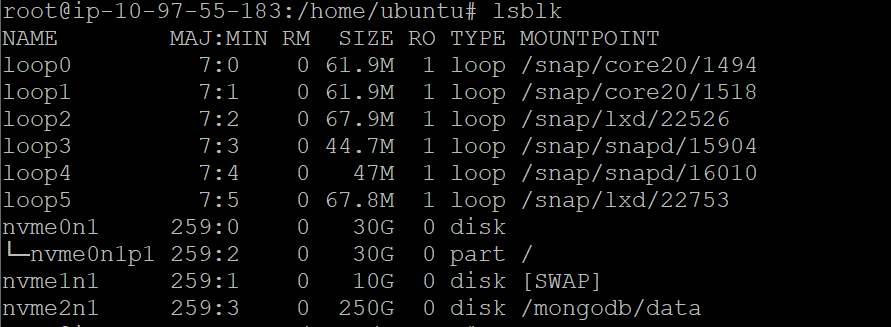 root@ip-10-97-55-183:/home/ubuntu# lsblk
NAME        MAJ:MIN RM   SIZE RO TYPE MOUNTPOINT
loop0         7:0    0  61.9M  1 loop /snap/core20/1494
loop1         7:1    0  61.9M  1 loop /snap/core20/1518
loop2         7:2    0  67.9M  1 loop /snap/lxd/22526
loop3         7:3    0  44.7M  1 loop /snap/snapd/15904
loop4         7:4    0    47M  1 loop /snap/snapd/16010
loop5         7:5    0  67.8M  1 loop /snap/lxd/22753
nvme0n1     259:0    0    30G  0 disk
└─nvme0n1p1 259:2    0    30G  0 part /
nvme1n1     259:1    0    10G  0 disk [SWAP]
nvme2n1     259:3    0   250G  0 disk /mongodb/data